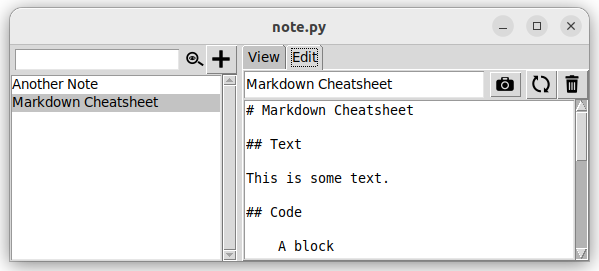 note.py
Another Note
Markdown Cheatsheet
View Edit
Markdown Cheatsheet
# Markdown Cheatsheet
## Text
This is some text.
## Code
A block